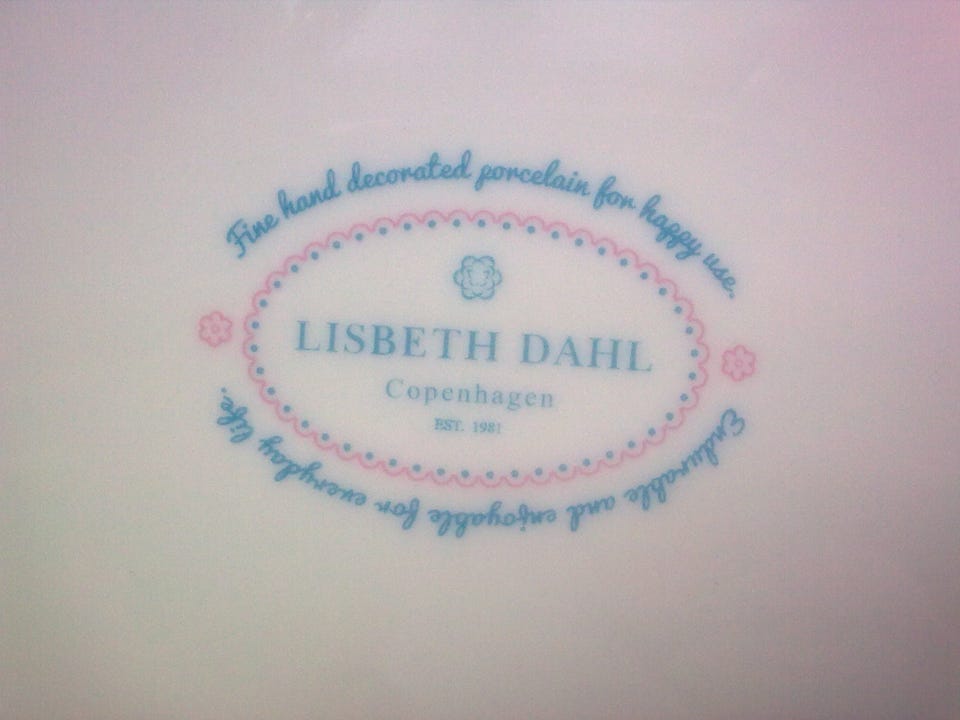 Fine hand decorated porcelain for happy use.
LISBETH DAHL
Copenhagen
EST. 1981
Endurable and enjoyable for everyday life.